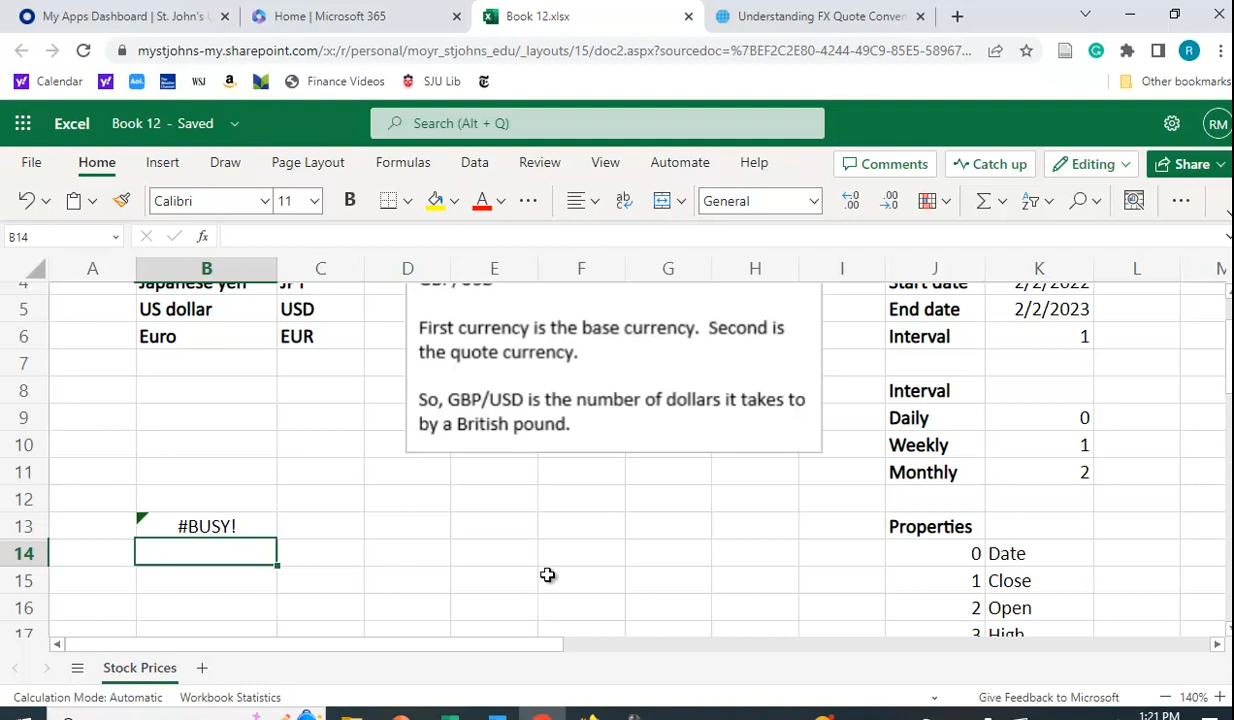 My Apps Dashboard | St. John's U
Home | Microsoft 365
Book 12.xlsx
Understanding FX Quote Conven
mystjohns-my.sharepoint.com/:x:/r/personal/moyr_stjohns_edu/_layouts/15/doc2.aspx?sourcedoc=%7BEF2C2E80-4244-49C9-85E5-58967...
R
Calendar
Aol.
WSJ
Finance Videos
SJU Lib
Other bookmarks
Excel
Book 12 - Saved
Search (Alt + Q)
RM
File
Home
Insert
Draw
Page Layout
Formulas
Data
Review
View
Automate
Help
Comments
Catch up
Editing
Share
Calibri
11
B
A
ab
General
B14
fx
A B C D E F G H I J K L M
4 Japanese yen JPY GBP/USD Start date 2/2/2022
5 US dollar USD End date 2/2/2023
First currency is the base currency. Second is
6 Euro EUR Interval 1
the quote currency.
7
8 Interval
So, GBP/USD is the number of dollars it takes to
9 Daily 0
by a British pound.
10 Weekly 1
11 Monthly 2
12
13 #BUSY! Properties
14 0 Date
15 1 Close
16 2 Open
17 3 High
Stock Prices
Calculation Mode: Automatic
Workbook Statistics
Give Feedback to Microsoft
140%
1:21 PM